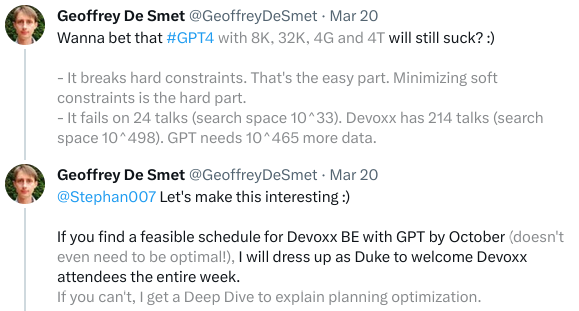 Geoffrey De Smet @GeoffreyDeSmet · Mar 20
Wanna bet that #GPT4 with 8K, 32K, 4G and 4T will still suck? :)
- It breaks hard constraints. That's the easy part. Minimizing soft
constraints is the hard part.
- It fails on 24 talks (search space 10^33). Devoxx has 214 talks (search
space 10^498). GPT needs 10^465 more data.
Geoffrey De Smet @GeoffreyDeSmet · Mar 20
@Stephan007 Let's make this interesting :)
If you find a feasible schedule for Devoxx BE with GPT by October (doesn't
even need to be optimal!), I will dress up as Duke to welcome Devoxx
attendees the entire week.
If you can't, I get a Deep Dive to explain planning optimization.